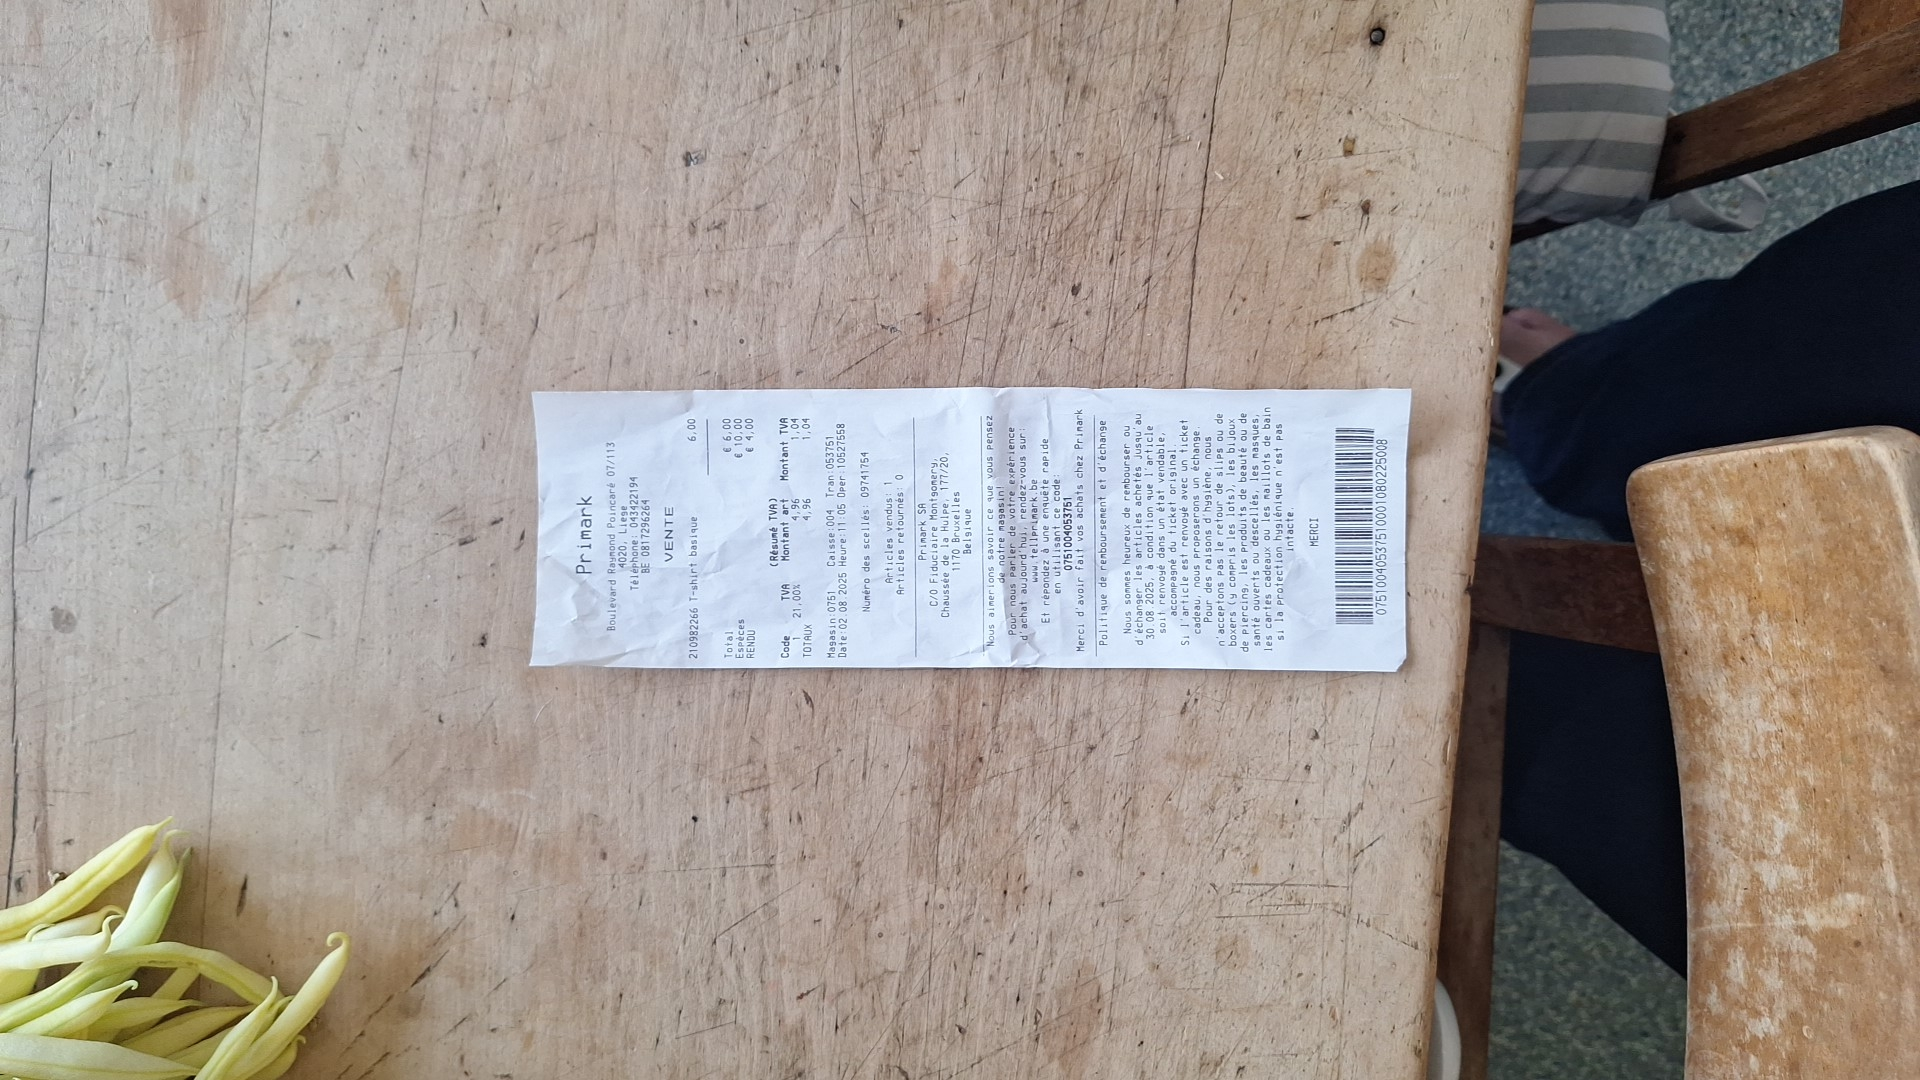 Primark
Boulevard Raymond Poincaré 07/113
4020, Liege
Téléphone: 043422194
BE 0817296264
VENTE
210982266 T-shirt basique 6,00
Total € 6,00
Espèces € 10,00
RENDU € 4,00
(Résumé TVA)
Code TVA Montant art Montant TVA
1 21,00% 4,96 1,04
TOTAUX 4,96 1,04
Magasin:0751 Caisse:004 Tran:053751
Date:02.08.2025 Heure:11:05 Oper:10527558
Numéro des scellés: 09741754
Articles vendus: 1
Articles retournés: 0
Primark SA
C/O Fiduciaire Montgomery,
Chaussée de la Hulpe, 177/20,
1170 Bruxelles
Belgique
Nous aimerions savoir ce que vous pensez
de notre magasin!
Pour nous parler de votre expérience
d'achat aujourd'hui, rendez-vous sur:
www.tellprimark.be
Et répondez à une enquête rapide
en utilisant ce code:
0751004053751
Merci d'avoir fait vos achats chez Primark
Politique de remboursement et d'échange
Nous sommes heureux de rembourser ou
d'échanger les articles achetés jusqu'au
30.08.2025, à condition que l'article
soit renvoyé dans un état vendable,
accompagné du ticket original.
Si l'article est renvoyé avec un ticket
cadeau, nous proposerons un échange.
Pour des raisons d'hygiène, nous
n'acceptons pas le retour de slips ou de
boxers (y compris les lots), les bijoux
de piercing, les produits de beauté ou de
santé ouverts ou descellés, les masques,
les cartes cadeaux ou les maillots de bain
si la protection hygiénique n'est pas
intacte.
MERCI
07510040537510001080225008